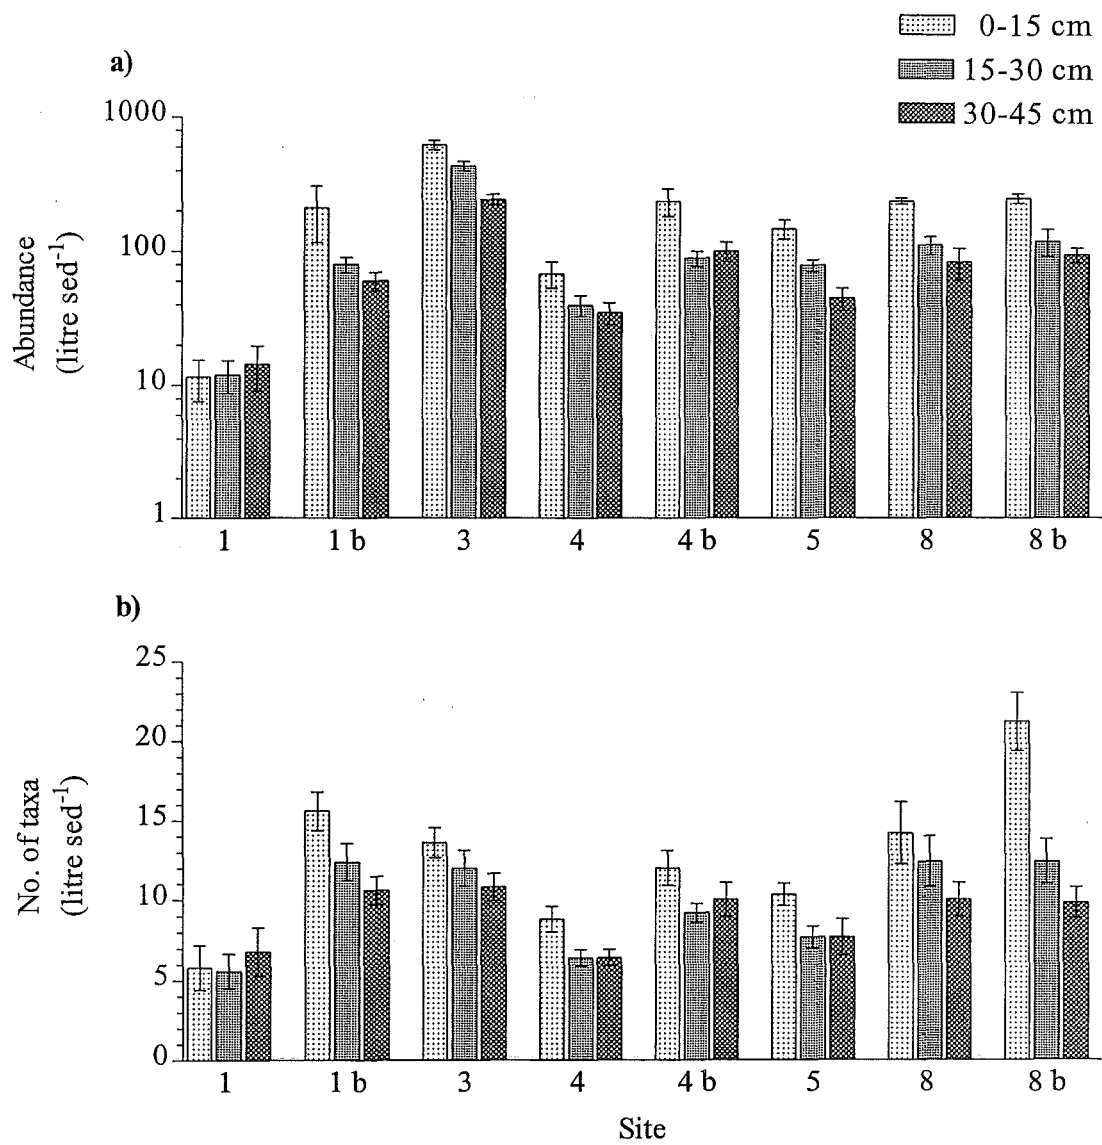 0-15 cm
15-30 cm
30-45 cm
a)
1000
100
10
1
Abundance
(litre sed⁻¹)
1 1 b 3 4 4 b 5 8 8 b
b)
25
20
15
10
5
0
No. of taxa
(litre sed⁻¹)
1 1 b 3 4 4 b 5 8 8 b
Site